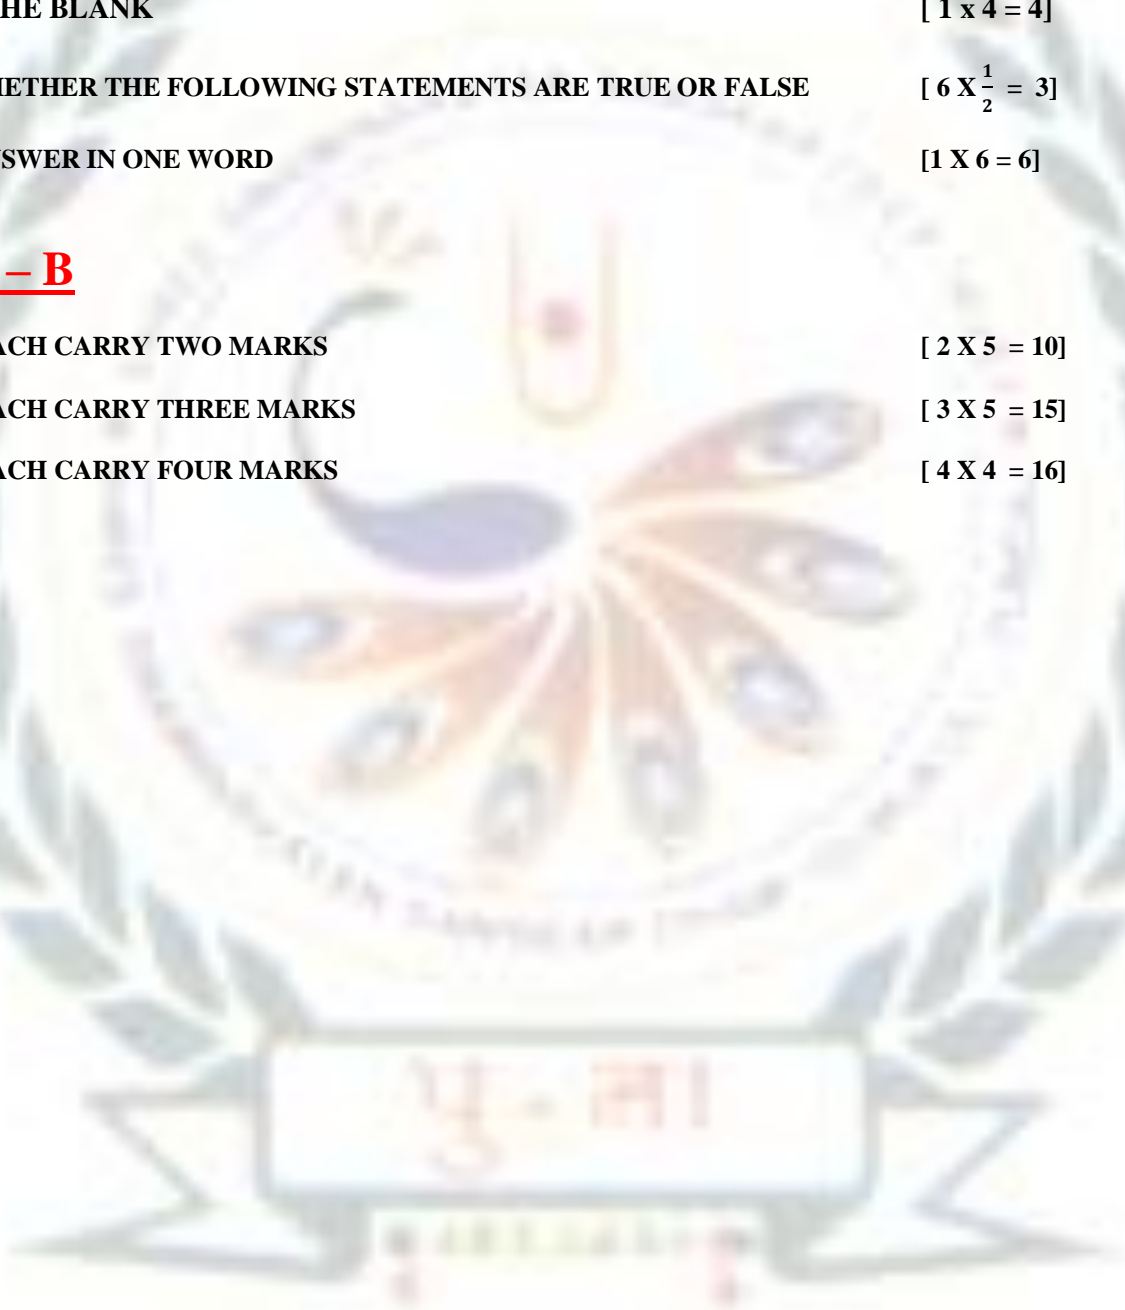 HE BLANK [ 1 x 4 = 4]
HETHER THE FOLLOWING STATEMENTS ARE TRUE OR FALSE [ 6 X 1/2 = 3]
SWER IN ONE WORD [1 X 6 = 6]
– B
ACH CARRY TWO MARKS [ 2 X 5 = 10]
ACH CARRY THREE MARKS [ 3 X 5 = 15]
ACH CARRY FOUR MARKS [ 4 X 4 = 16]